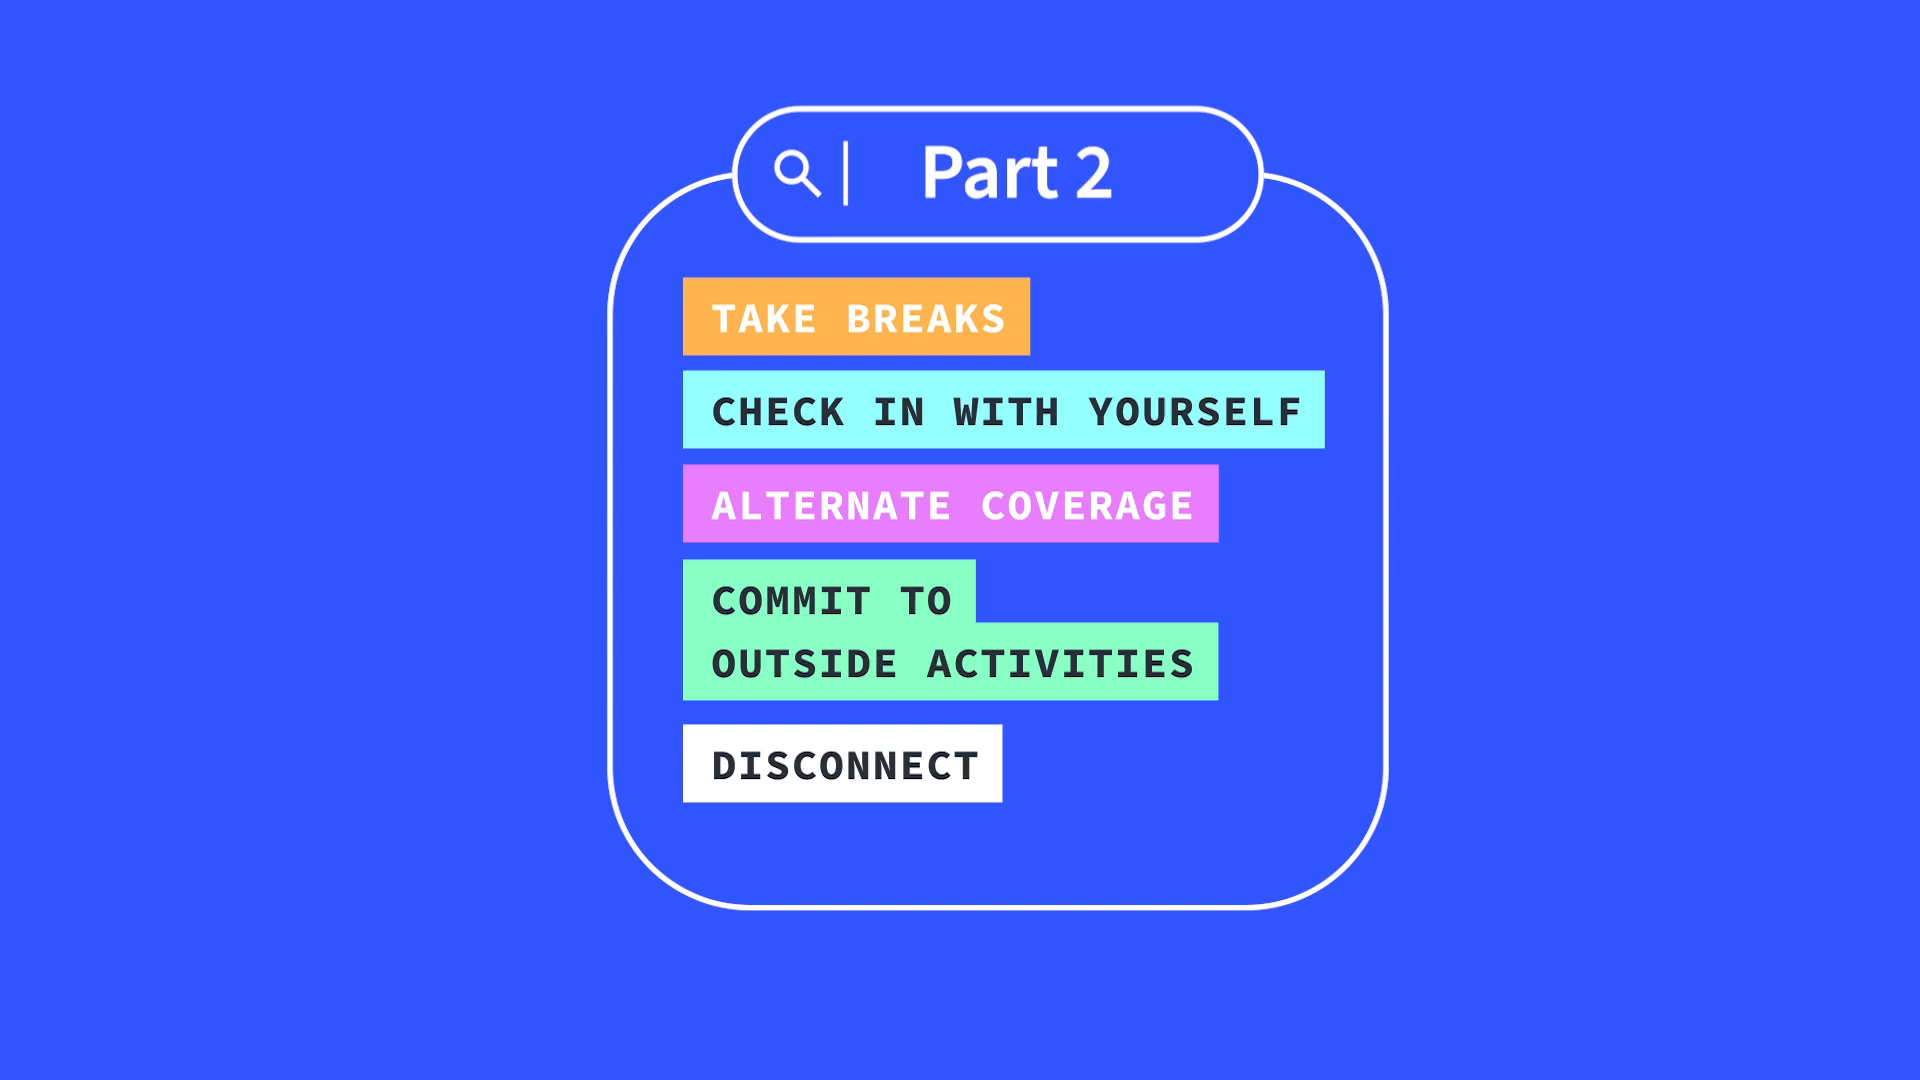 Part 2
TAKE BREAKS
CHECK IN WITH YOURSELF
ALTERNATE COVERAGE
COMMIT TO
OUTSIDE ACTIVITIES
DISCONNECT